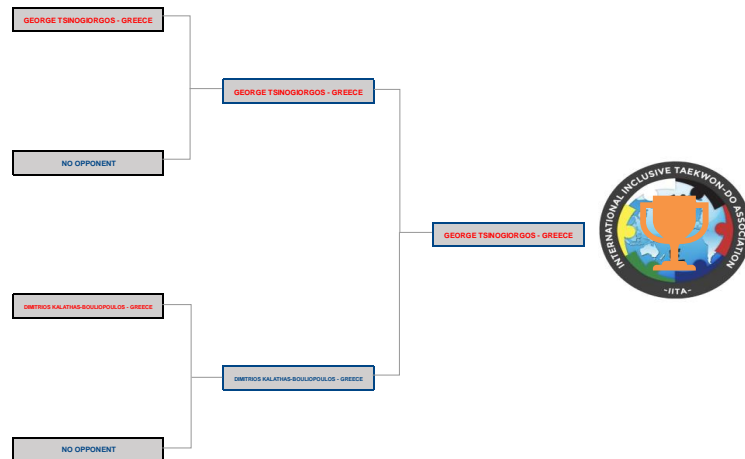 GEORGE TSINOGIORGOS - GREECE
GEORGE TSINOGIORGOS - GREECE
NO OPPONENT
INTERNATIONAL INCLUSIVE TAEKWON-DO ASSOCIATION
-IITA-
GEORGE TSINOGIORGOS - GREECE
DIMITRIOS KALATHAS-BOULIOPOULOS - GREECE
DIMITRIOS KALATHAS-BOULIOPOULOS - GREECE
NO OPPONENT